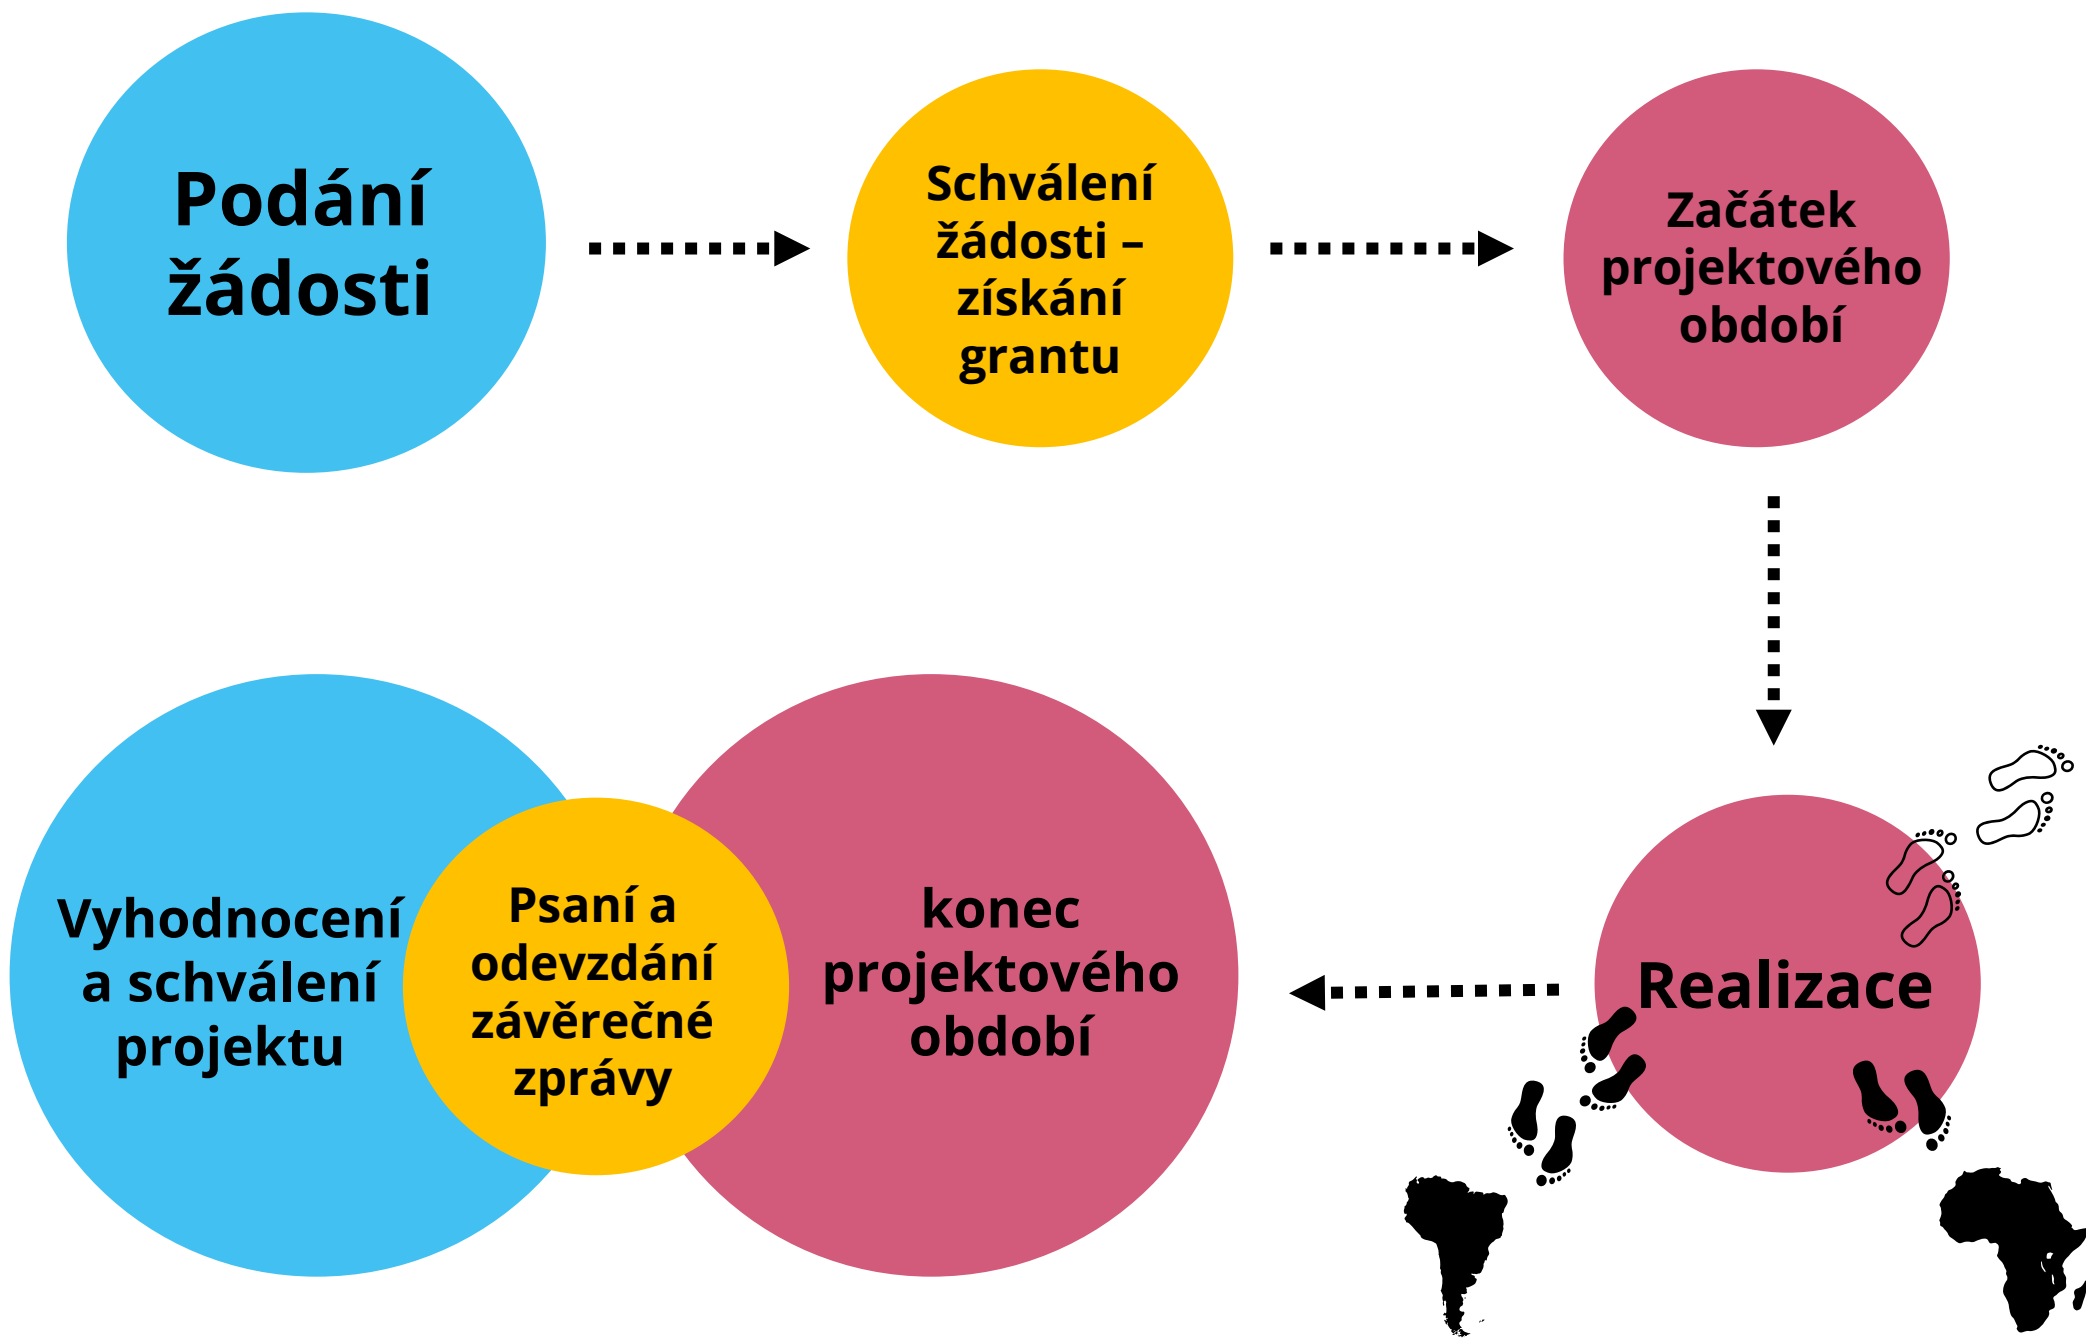 Podání
žádosti
Schválení
žádosti –
získání
grantu
Začátek
projektového
období
Realizace
konec
projektového
období
Psaní a
odevzdání
závěrečné
zprávy
Vyhodnocení
a schválení
projektu